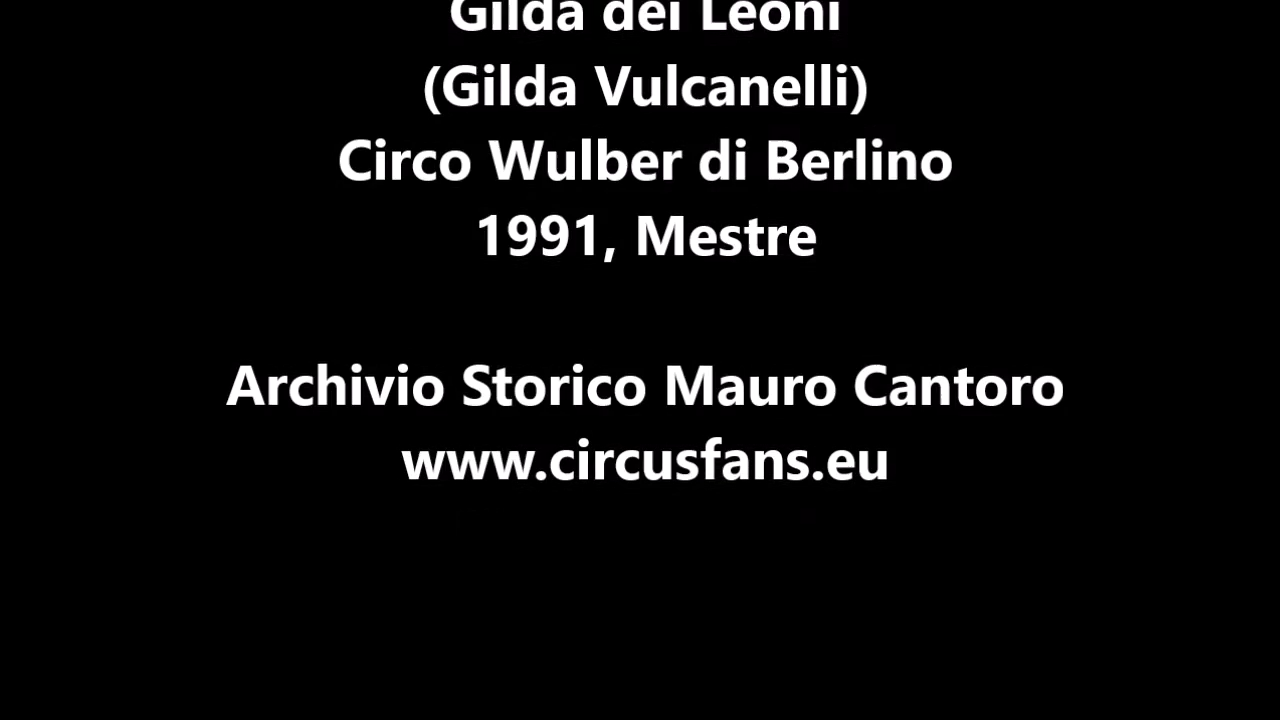 Gilda dei Leoni
(Gilda Vulcanelli)
Circo Wulber di Berlino
1991, Mestre
Archivio Storico Mauro Cantoro
www.circusfans.eu